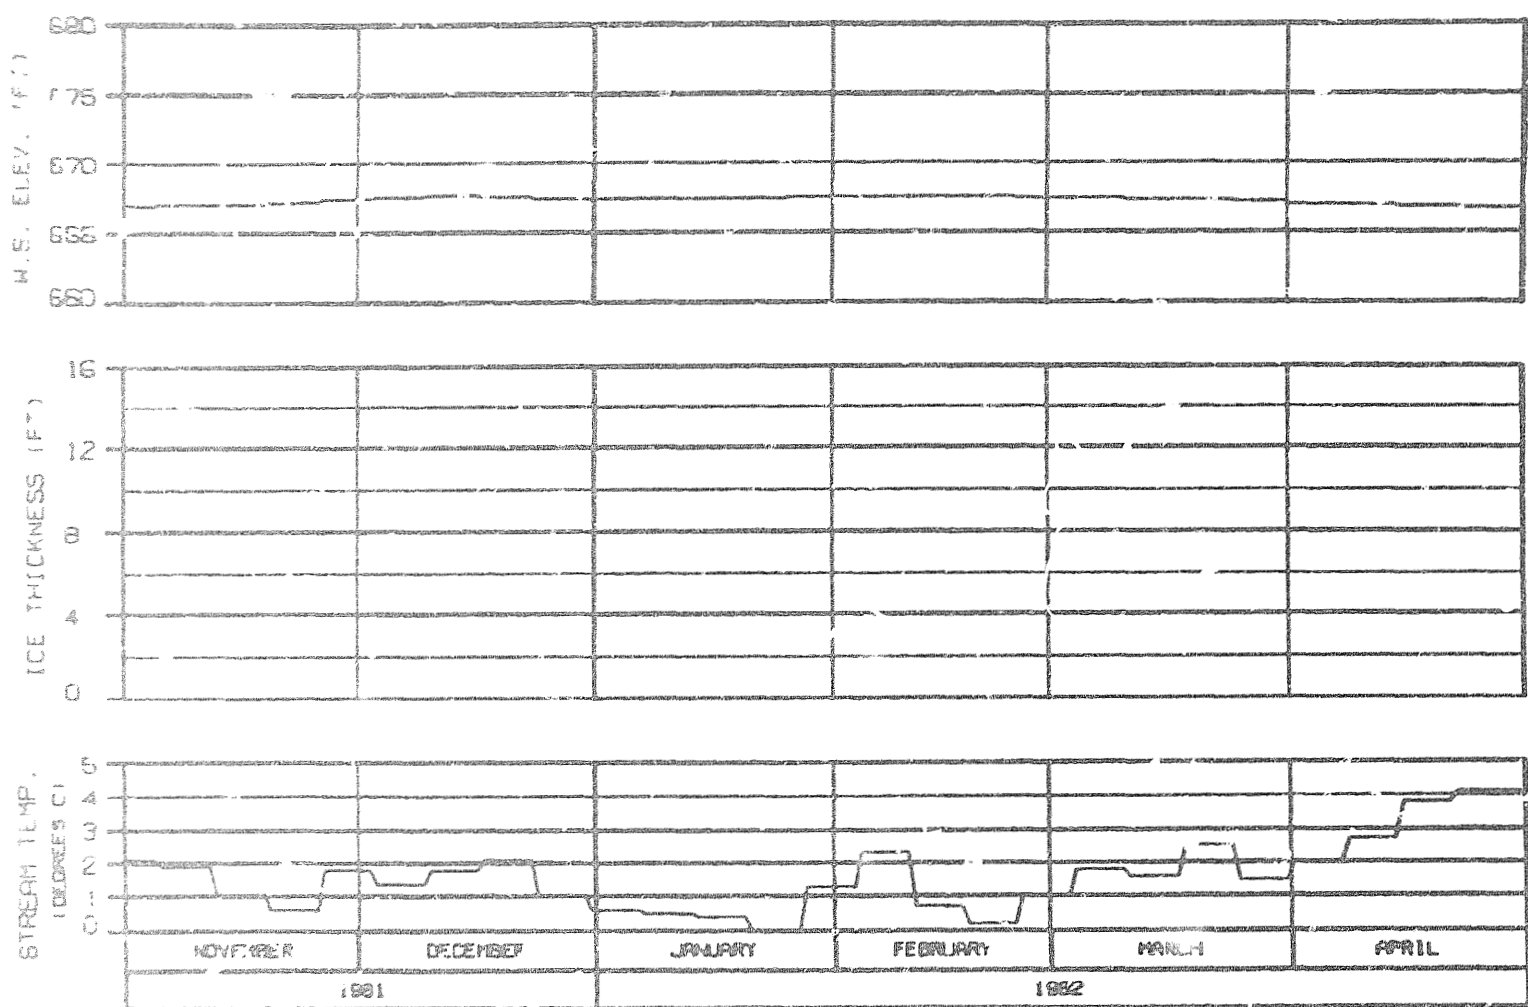 680
675
670
665
660
W.S. ELEV. (FT)
16
12
8
4
0
ICE THICKNESS (FT)
5
4
3
2
1
0
STREAM TEMP.
(DEGREES C)
NOVEMBER
DECEMBER
JANUARY
FEBRUARY
MARCH
APRIL
1981
1982